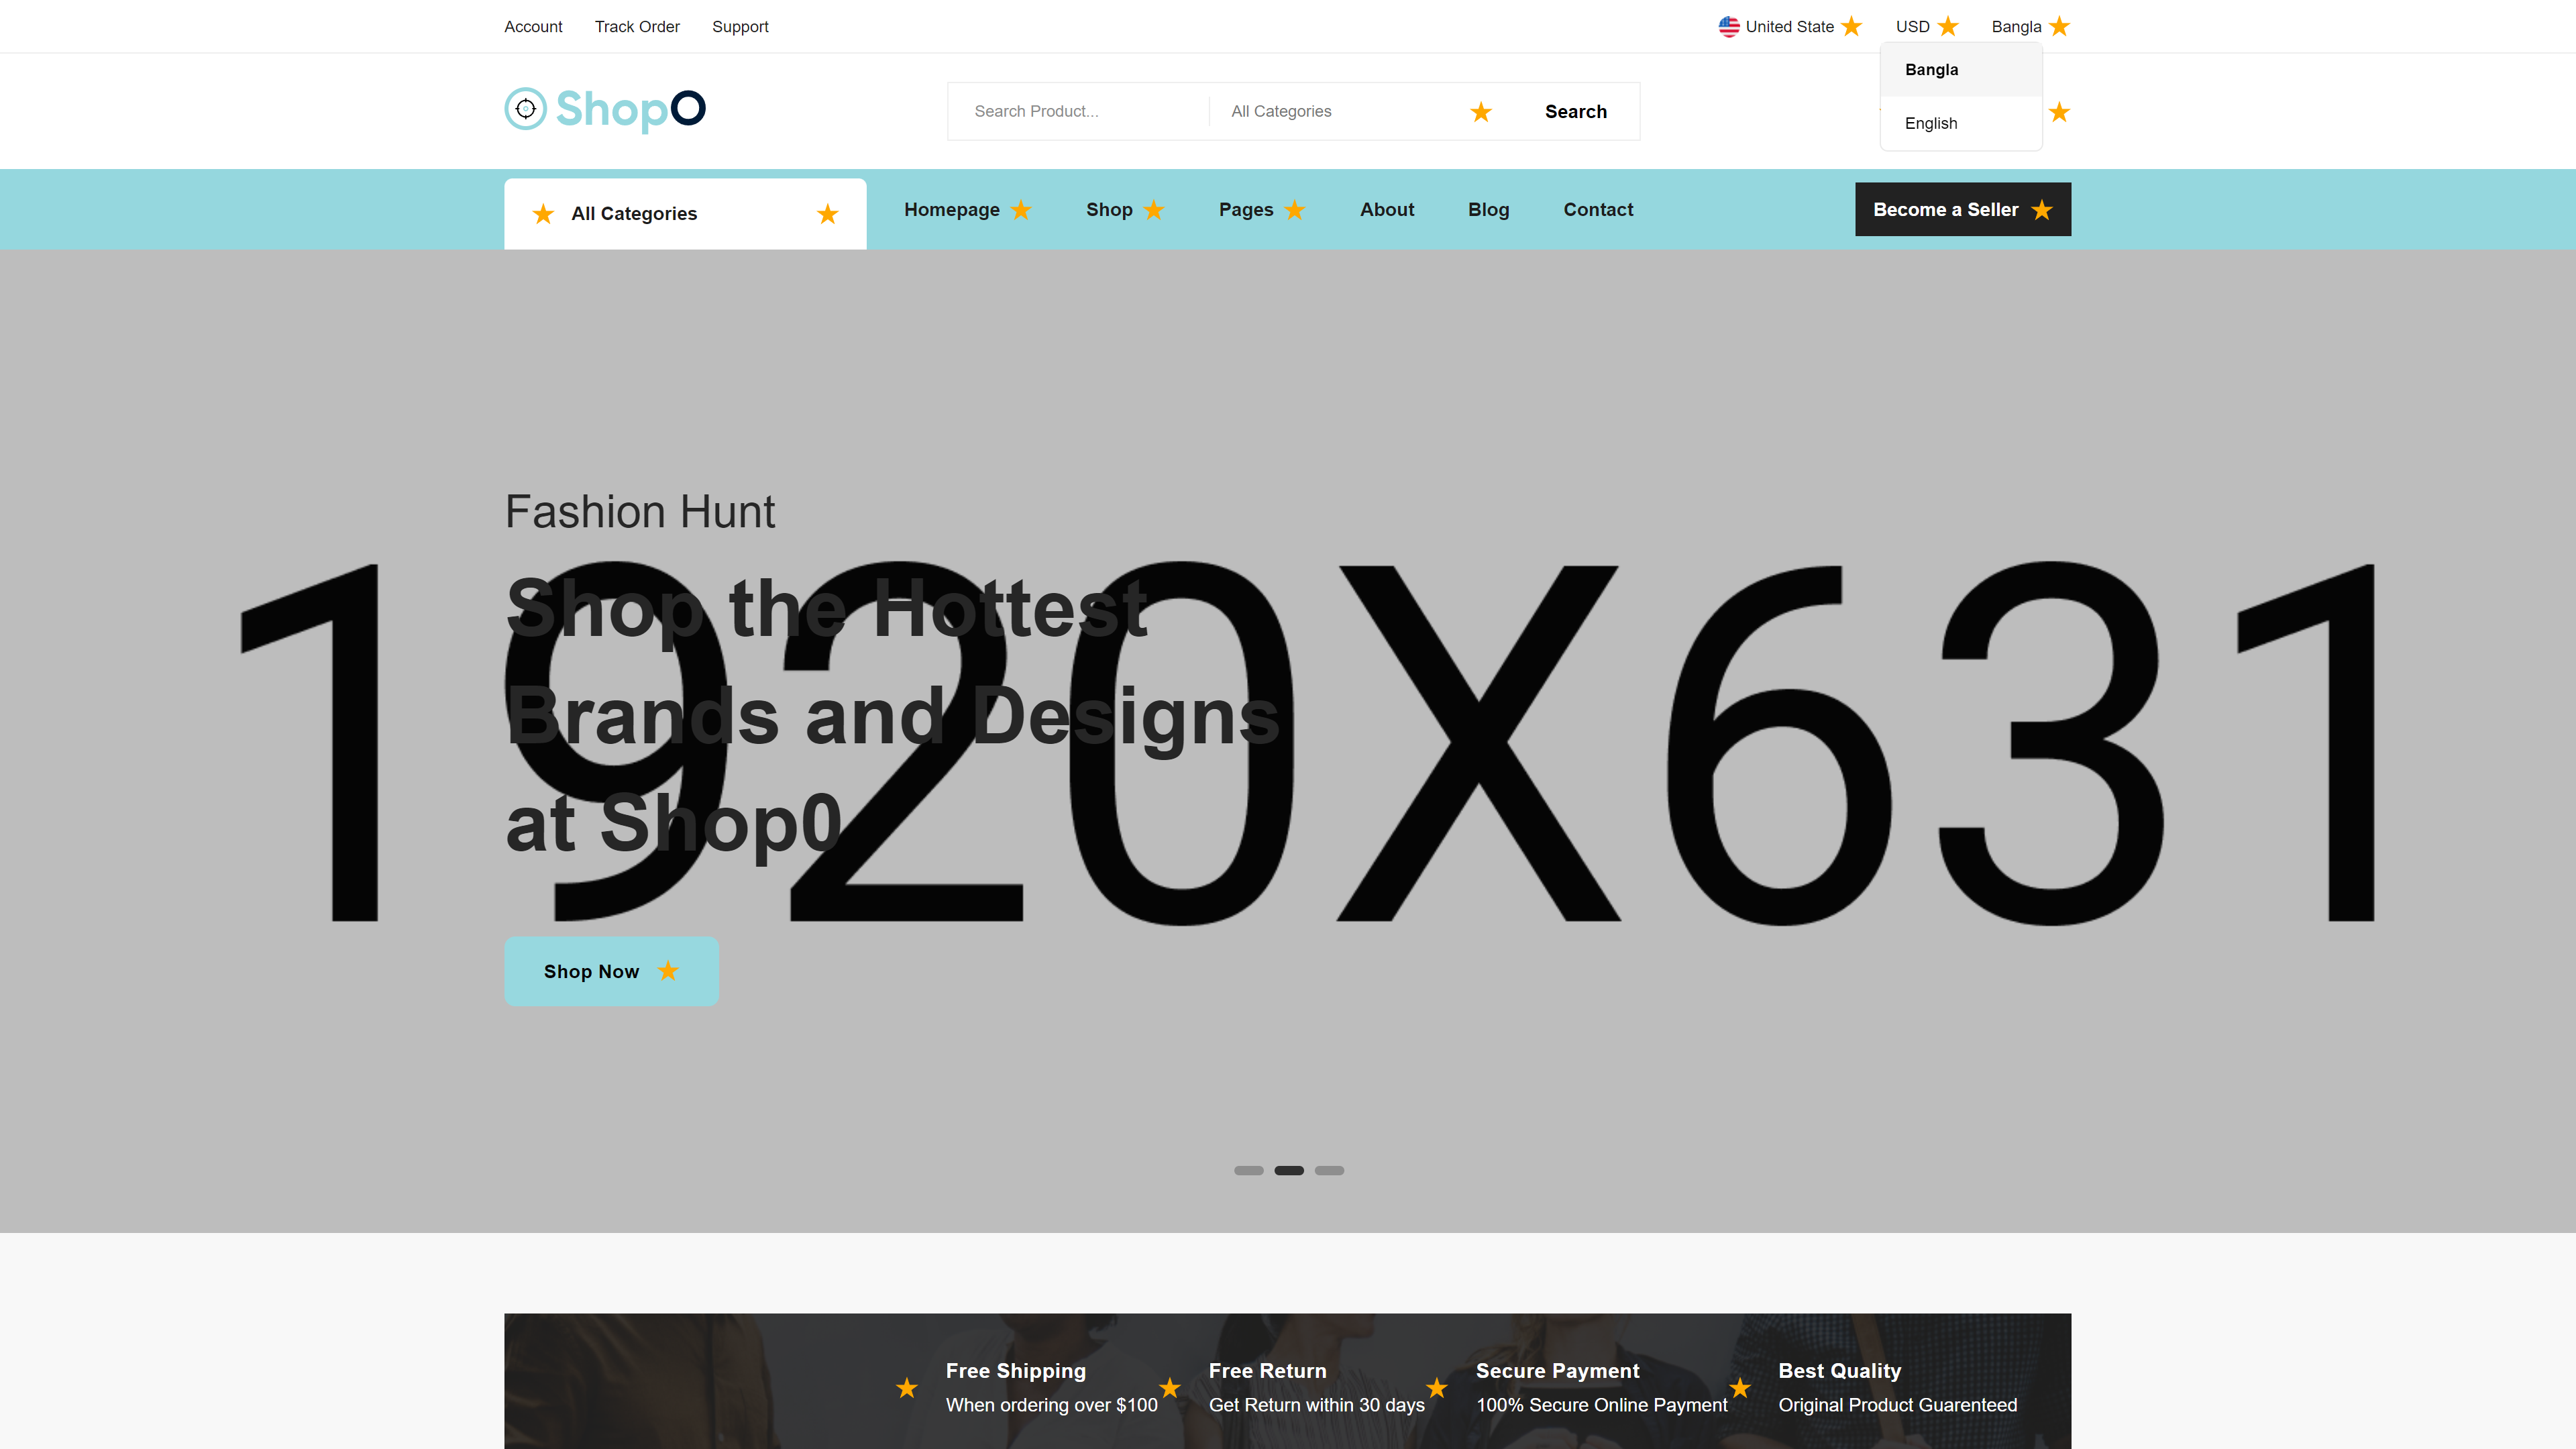 Account Track Order Support United State USD Bangla
Bangla
English
ShopO
Search Product... All Categories Search
All Categories Homepage Shop Pages About Blog Contact Become a Seller
Fashion Hunt
1920X631
Shop the Hottest
Brands and Designs
at Shop0
Shop Now
Free Shipping
When ordering over $100
Free Return
Get Return within 30 days
Secure Payment
100% Secure Online Payment
Best Quality
Original Product Guarenteed